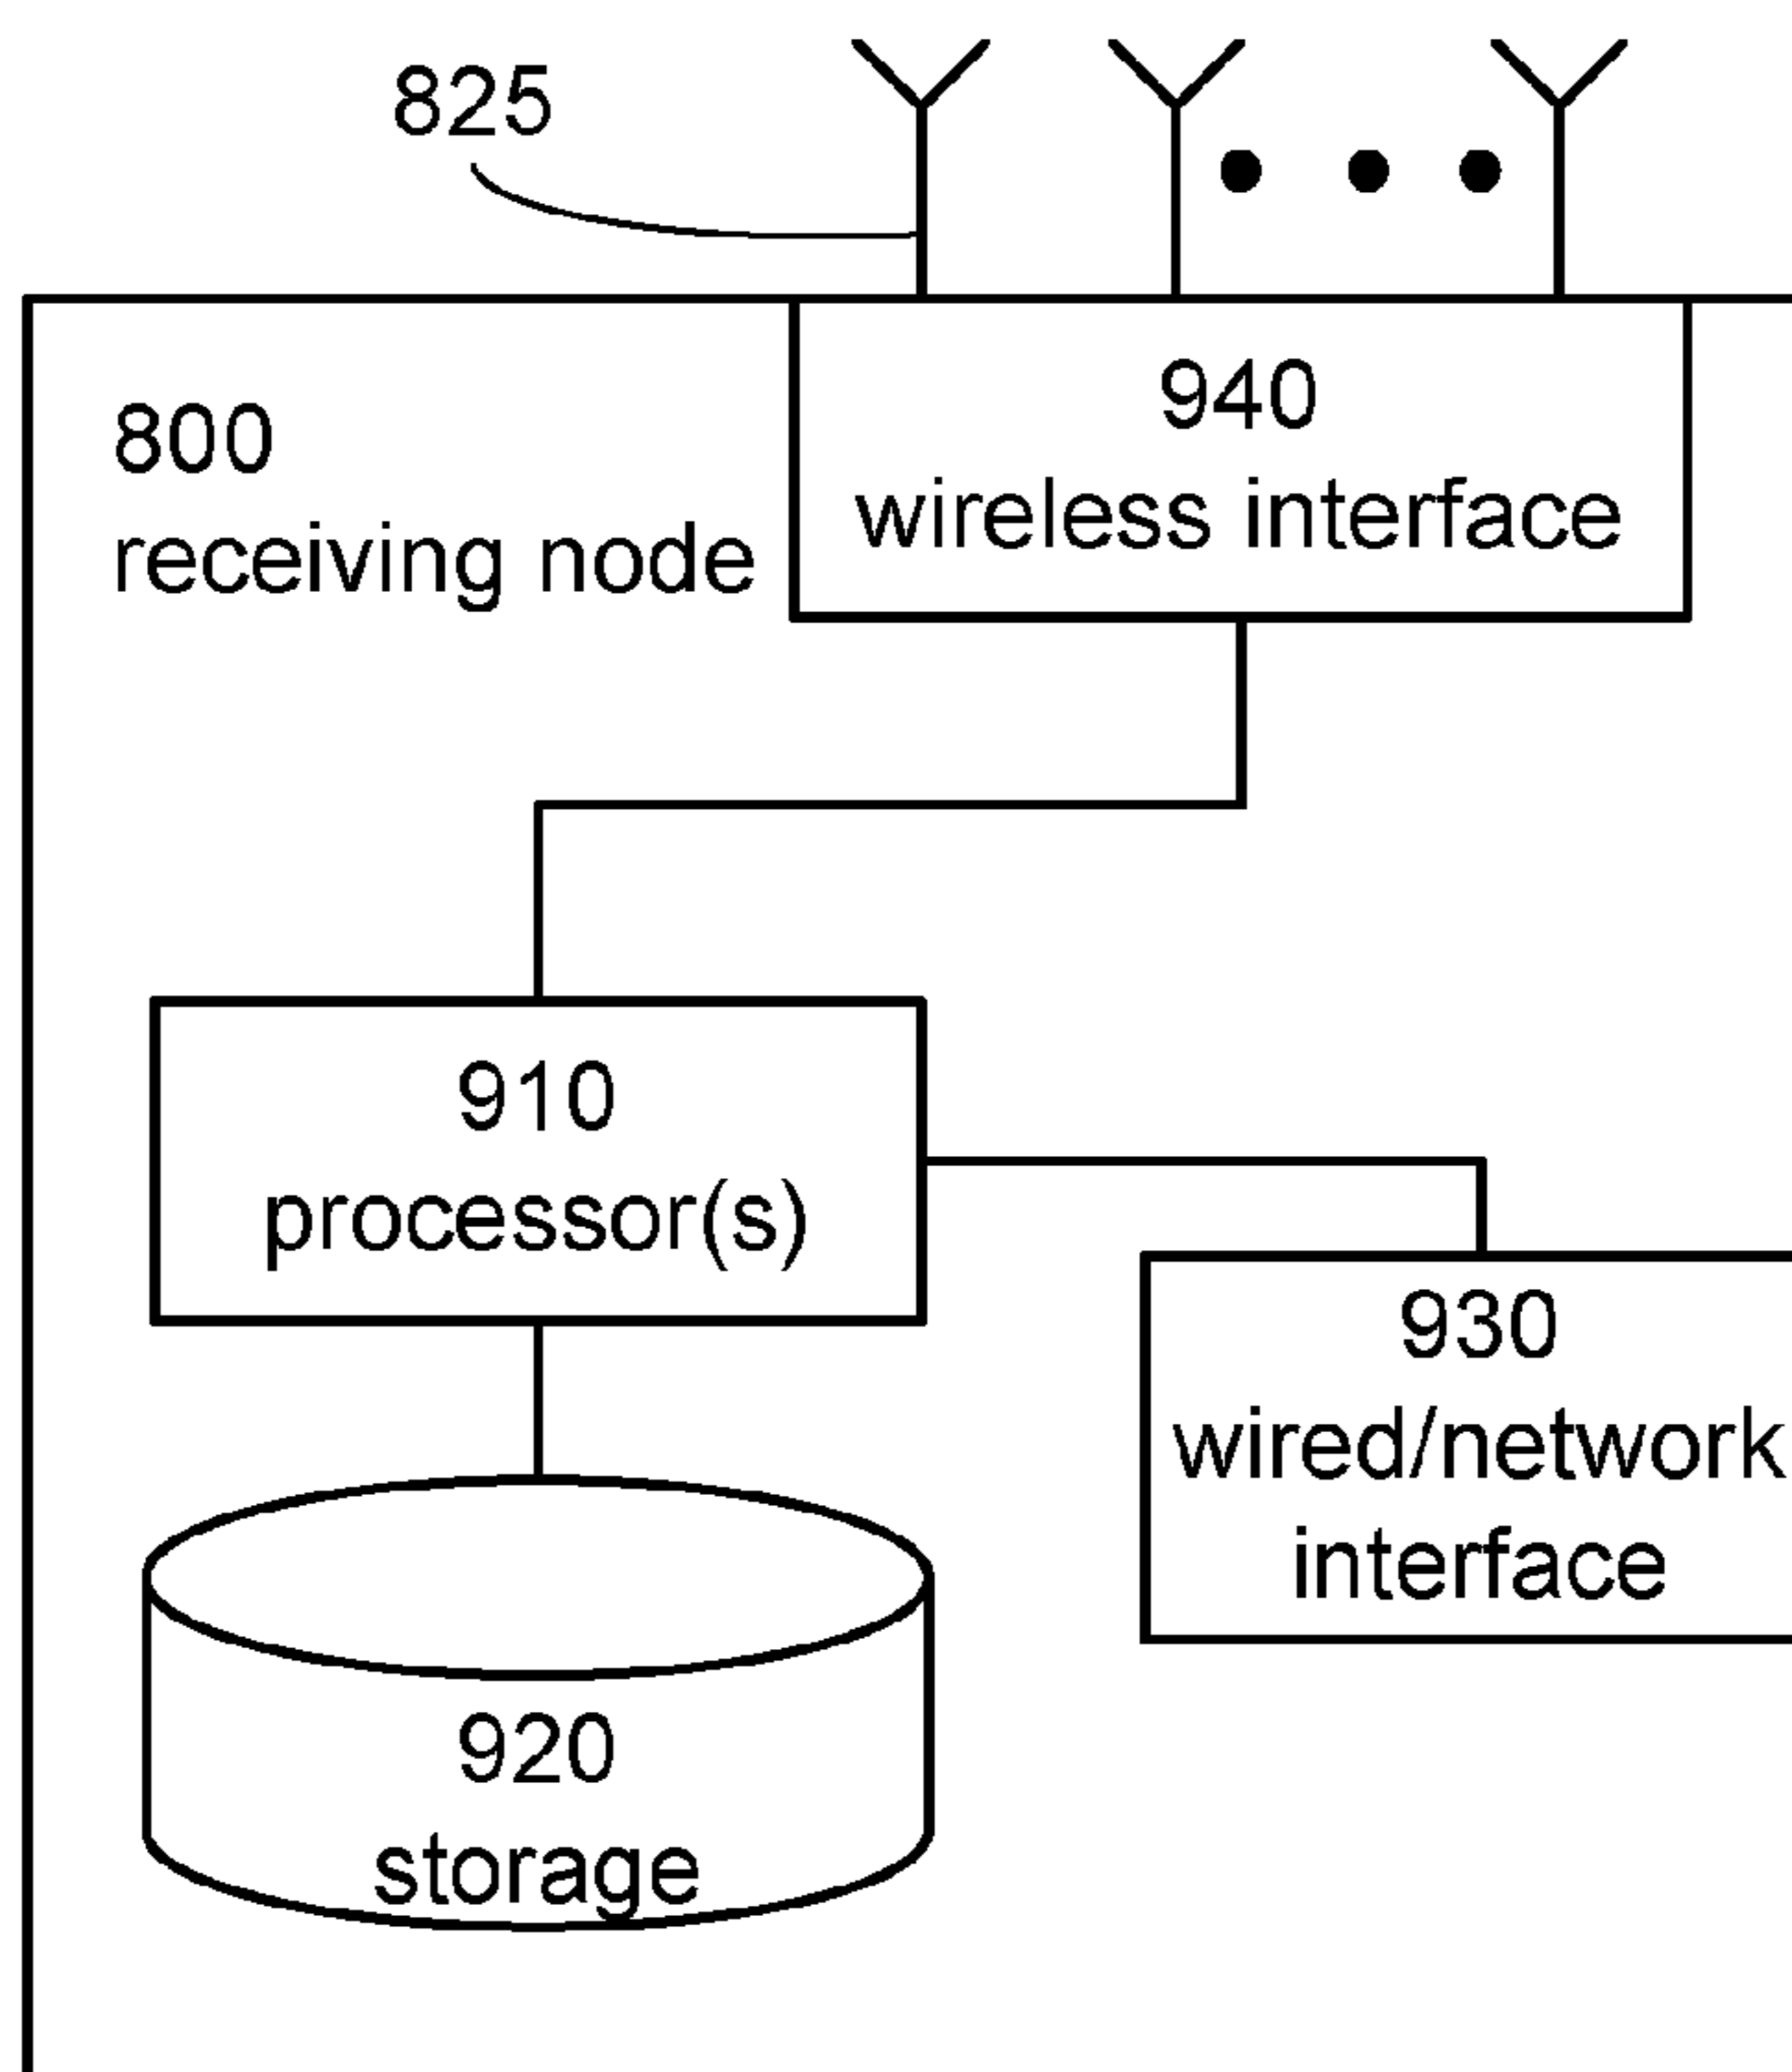 825
940
wireless interface
800
receiving node
910
processor(s)
930
wired/network
interface
920
storage